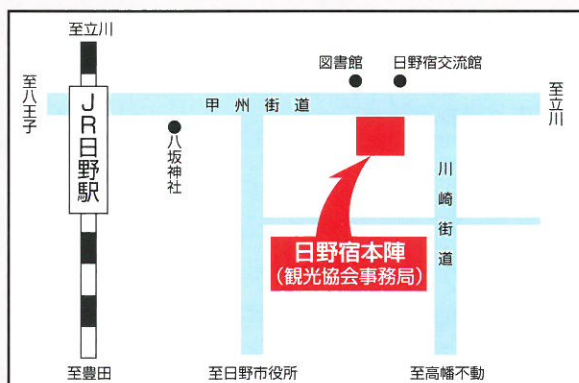 至立川
図書館
日野宿交流館
至八王子
至立川
甲州街道
JR日野駅
八坂神社
川崎街道
日野宿本陣
(観光協会事務局)
至豊田
至日野市役所
至高幡不動